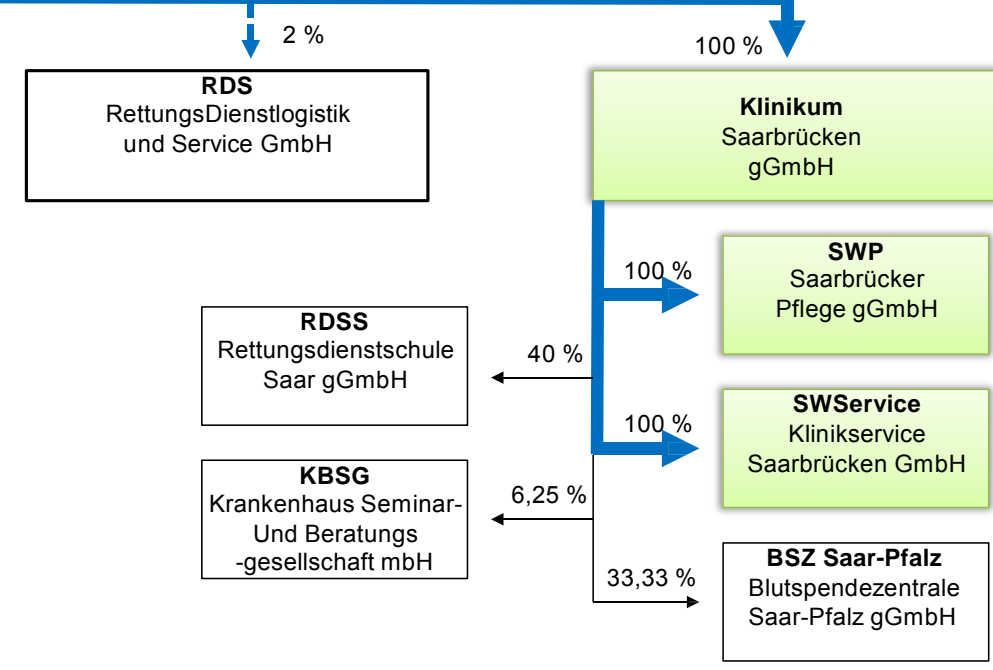 2 %
100 %
RDS
RettungsDienstlogistik
und Service GmbH
Klinikum
Saarbrücken
gGmbH
100 %
SWP
Saarbrücker
Pflege gGmbH
RDSS
Rettungsdienstschule
Saar gGmbH
40 %
100 %
SWService
Klinikservice
Saarbrücken GmbH
KBSG
Krankenhaus Seminar-
Und Beratungs
-gesellschaft mbH
6,25 %
33,33 %
BSZ Saar-Pfalz
Blutspendezentrale
Saar-Pfalz gGmbH